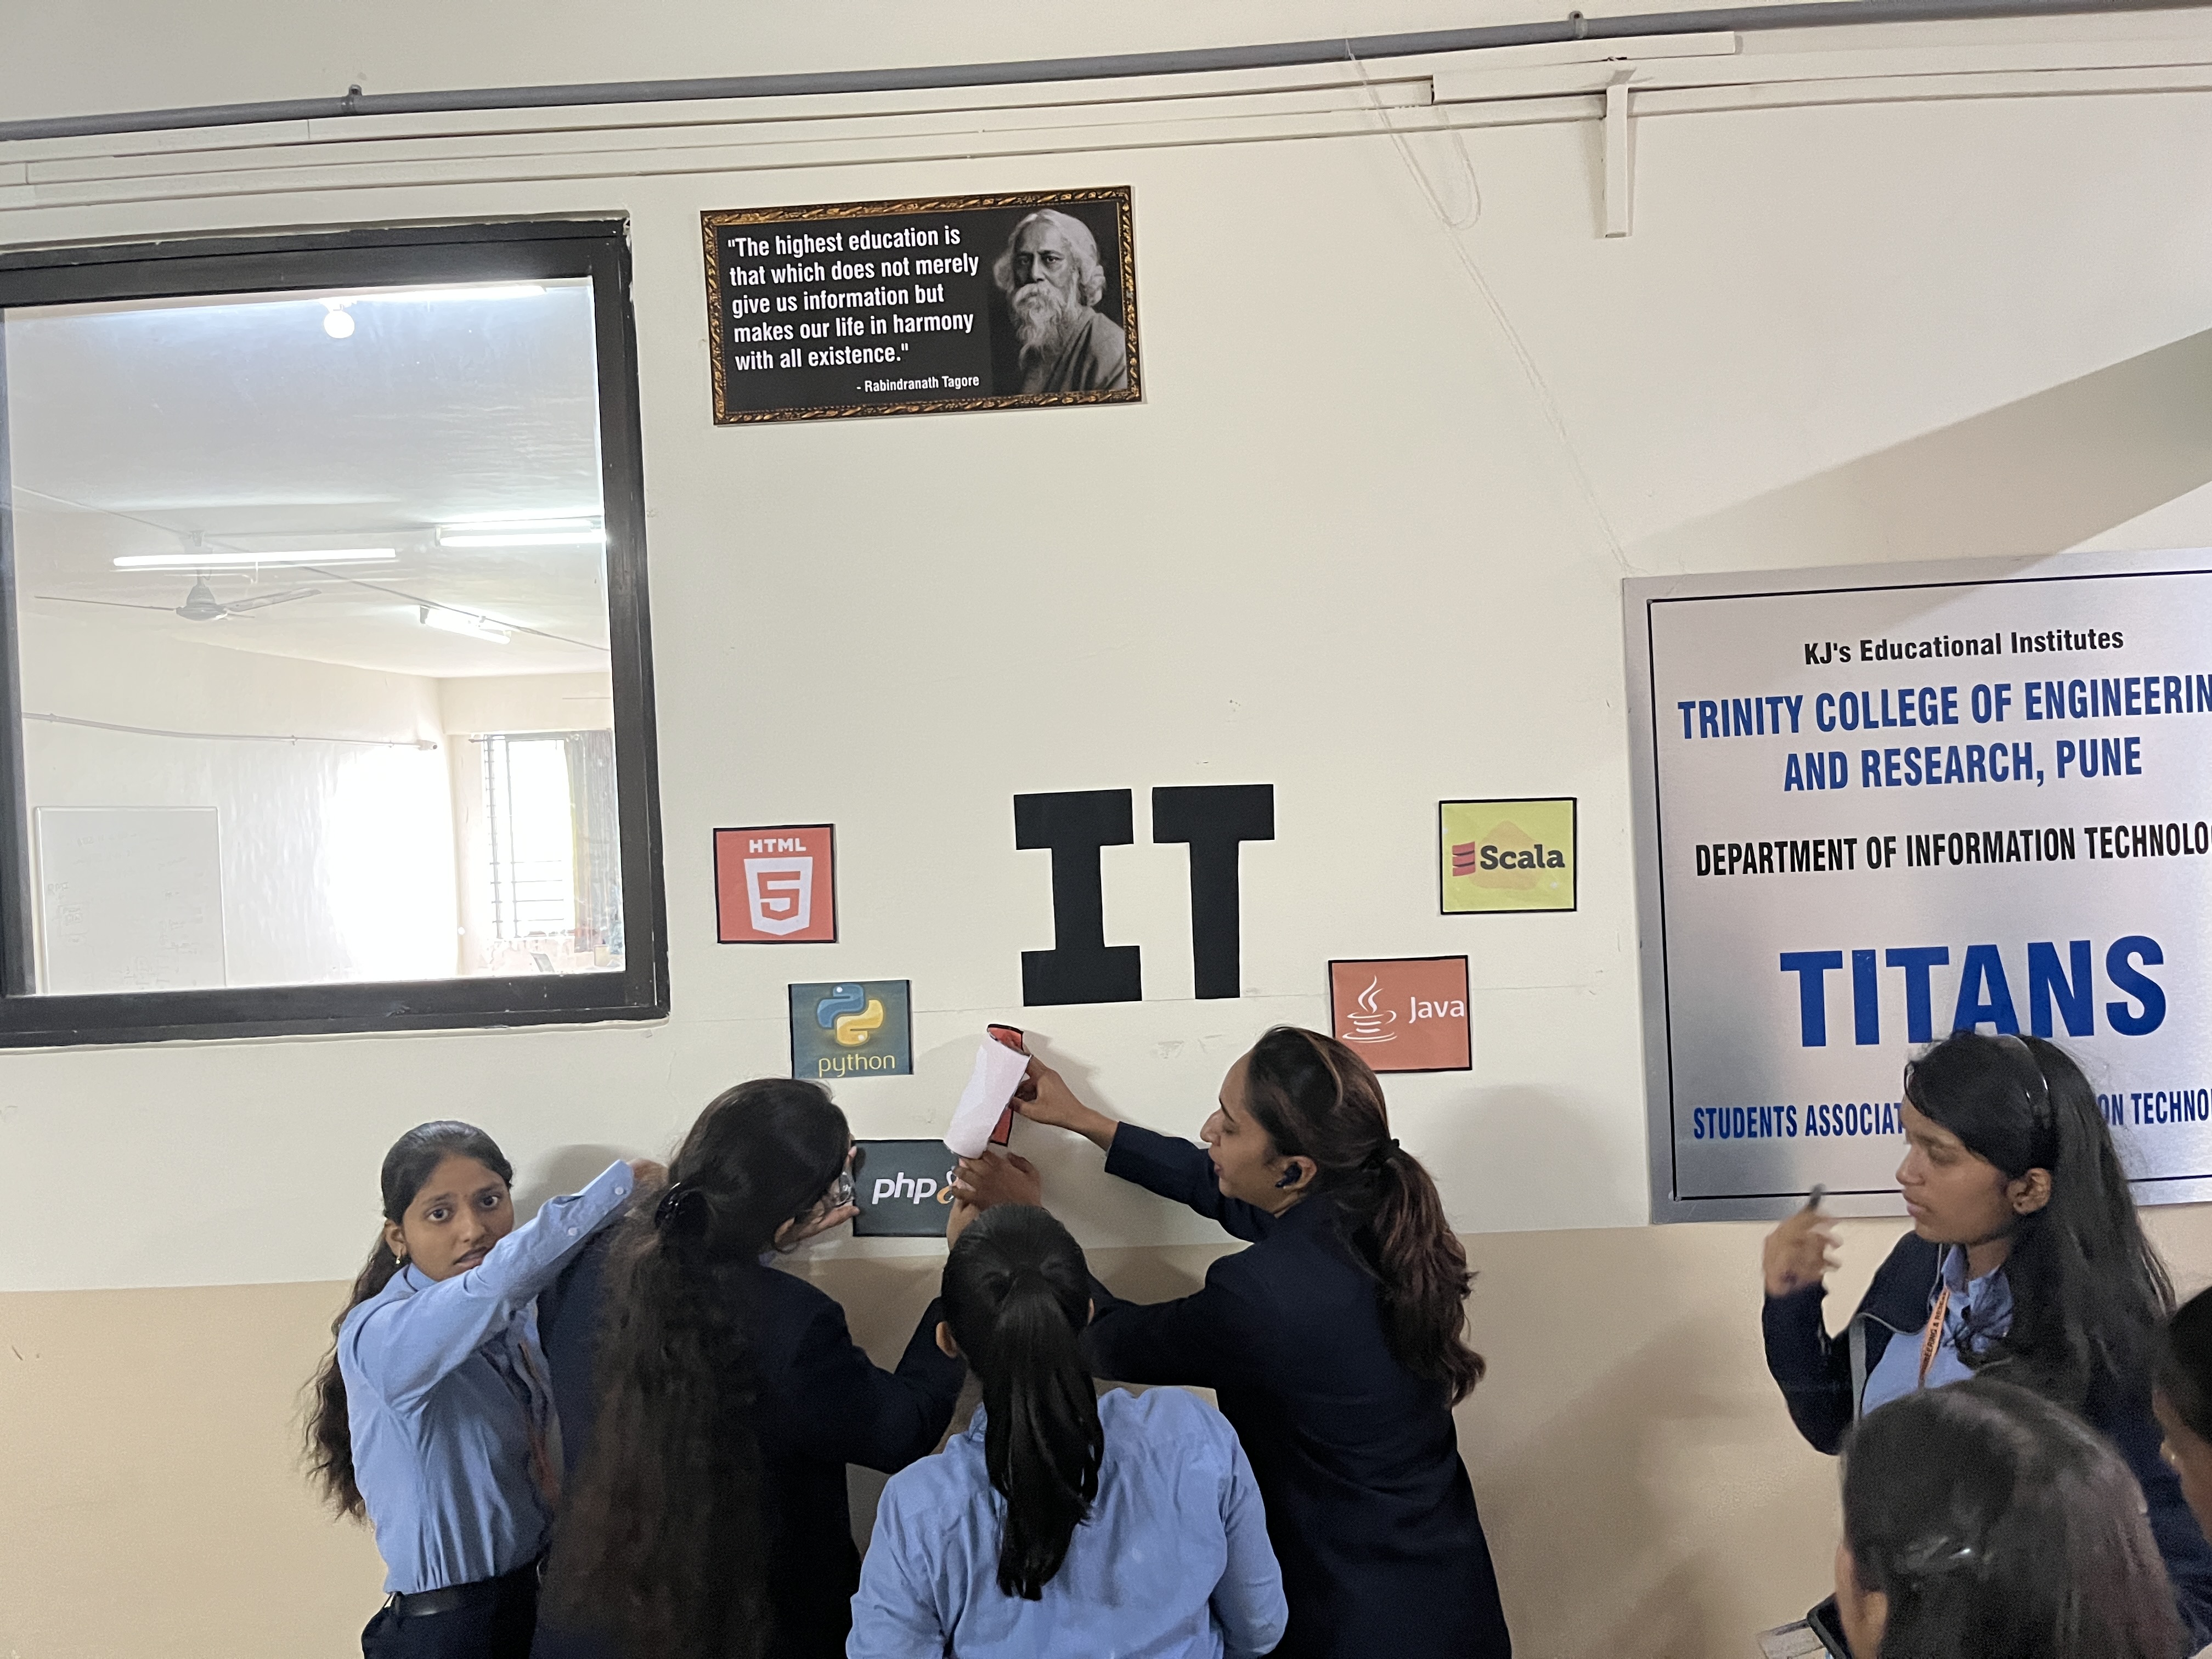 "The highest education is
that which does not merely
give us information but
makes our life in harmony
with all existence."
- Rabindranath Tagore
IT
HTML
5
Scala
python
Java
php
KJ's Educational Institutes
TRINITY COLLEGE OF ENGINEERIN
AND RESEARCH, PUNE
DEPARTMENT OF INFORMATION TECHNOLO
TITANS
STUDENTS ASSOCIAT ON TECHNO